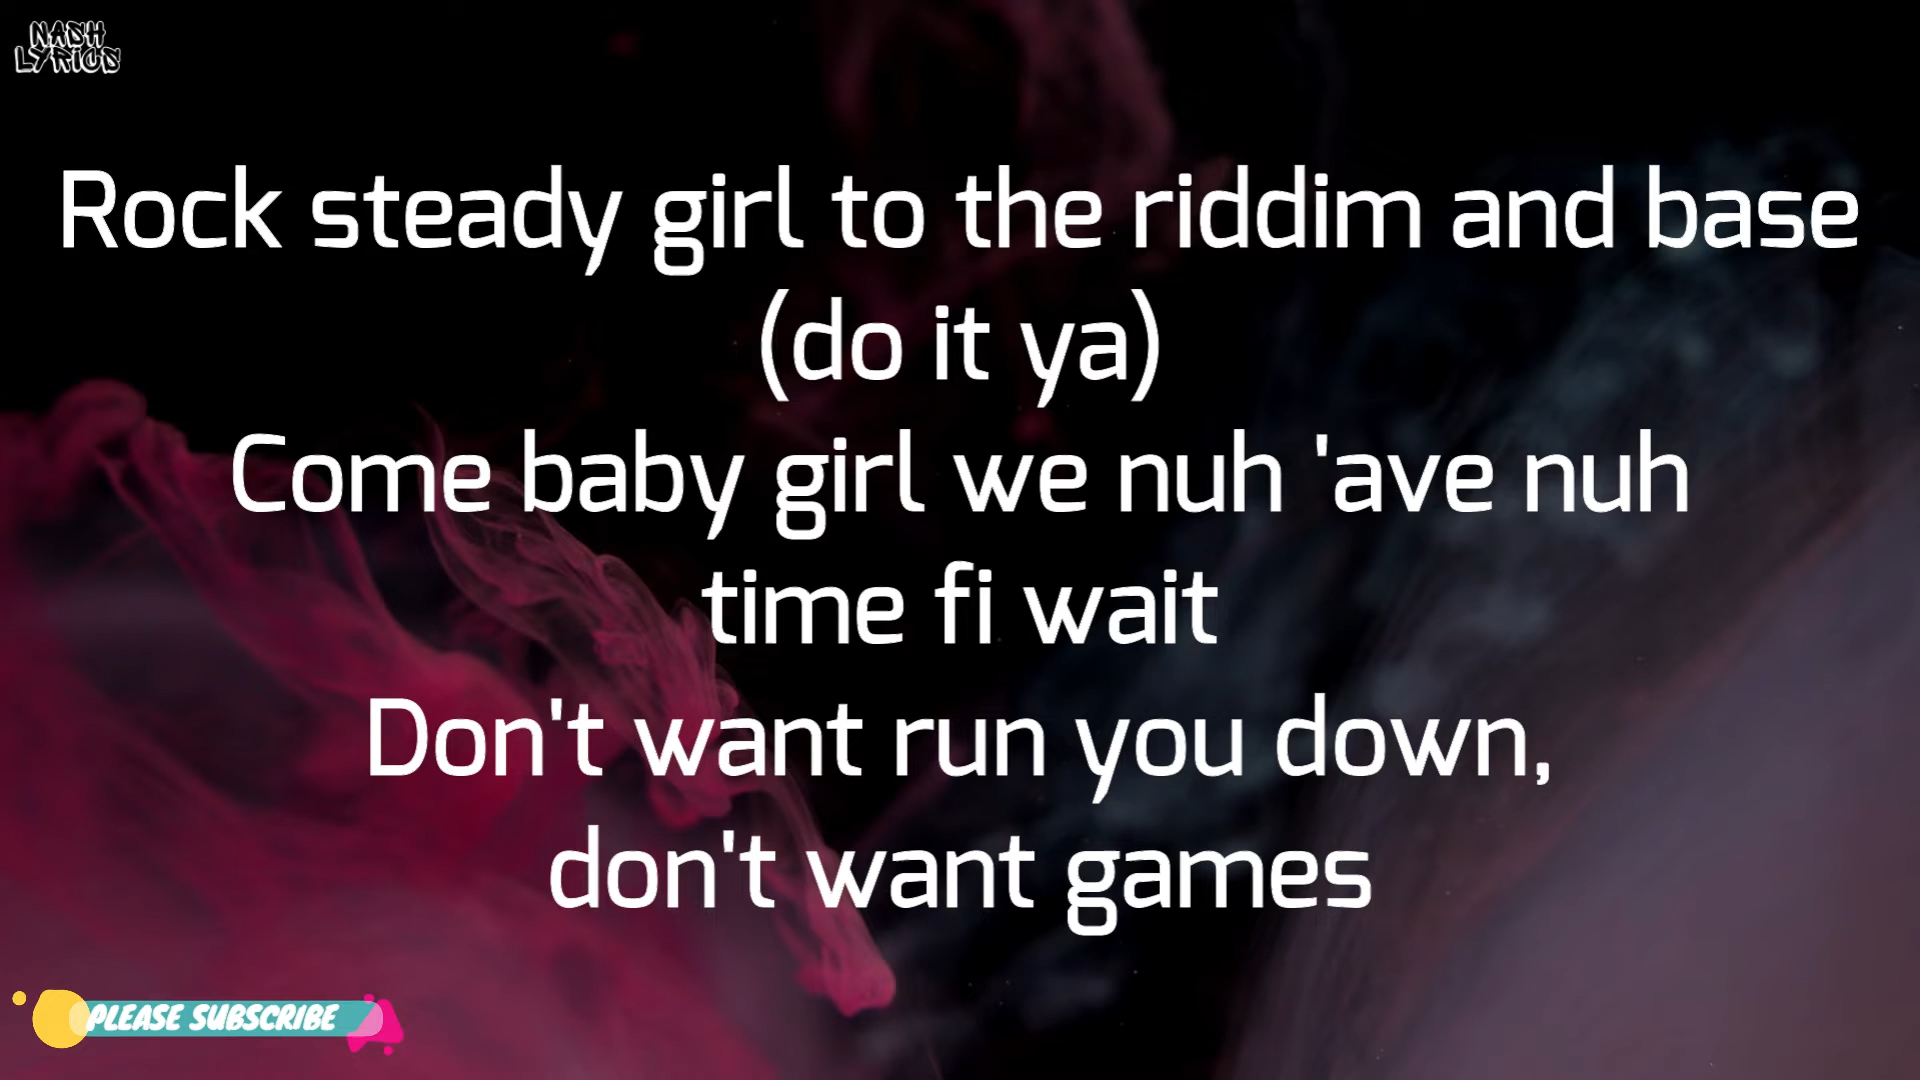 NASH
LYRICS
Rock steady girl to the riddim and base
(do it ya)
Come baby girl we nuh 'ave nuh
time fi wait
Don't want run you down,
don't want games
PLEASE SUBSCRIBE